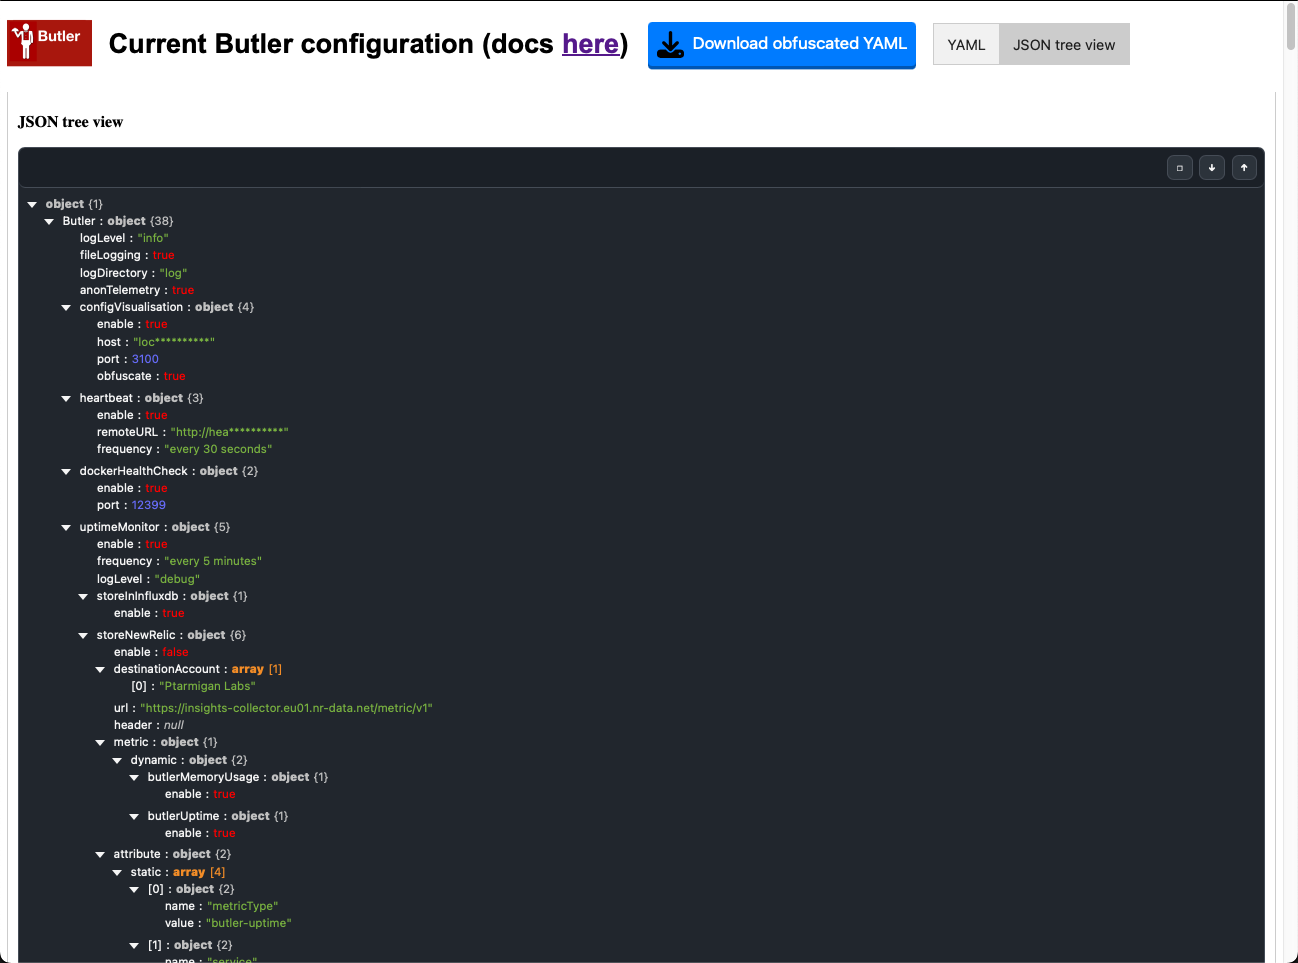 Butler
Current Butler configuration (docs here)
Download obfuscated YAML
YAML
JSON tree view
JSON tree view
object {1}
Butler : object {38}
logLevel : "info"
fileLogging : true
logDirectory : "log"
anonTelemetry : true
configVisualisation : object {4}
enable : true
host : "loc**********"
port : 3100
obfuscate : true
heartbeat : object {3}
enable : true
remoteURL : "http://hea**********"
frequency : "every 30 seconds"
dockerHealthCheck : object {2}
enable : true
port : 12399
uptimeMonitor : object {5}
enable : true
frequency : "every 5 minutes"
logLevel : "debug"
storeInInfluxdb : object {1}
enable : true
storeNewRelic : object {6}
enable : false
destinationAccount : array [1]
[0] : "Ptarmigan Labs"
url : "https://insights-collector.eu01.nr-data.net/metric/v1"
header : null
metric : object {1}
dynamic : object {2}
butlerMemoryUsage : object {1}
enable : true
butlerUptime : object {1}
enable : true
attribute : object {2}
static : array [4]
[0] : object {2}
name : "metricType"
value : "butler-uptime"
[1] : object {2}
name : "service"